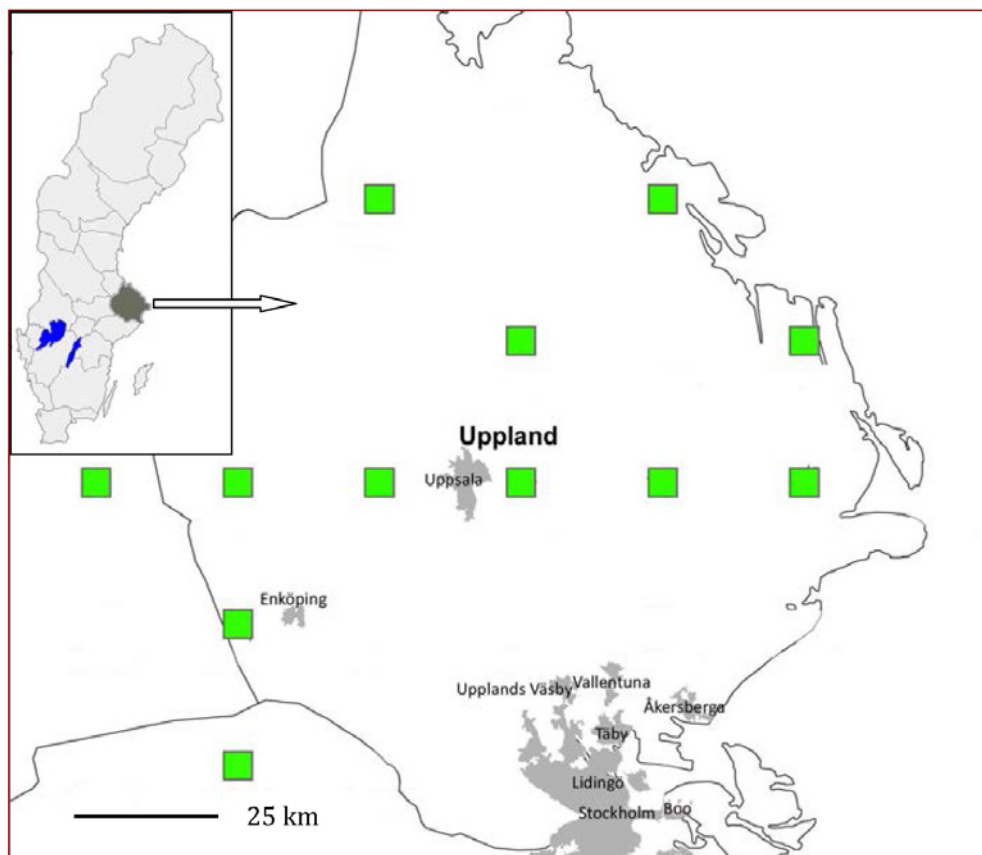 Uppland
Uppsala
Enköping
Upplands Väsby
Vallentuna
Åkersberga
Täby
Lidingö
Stockholm
Boo
25 km